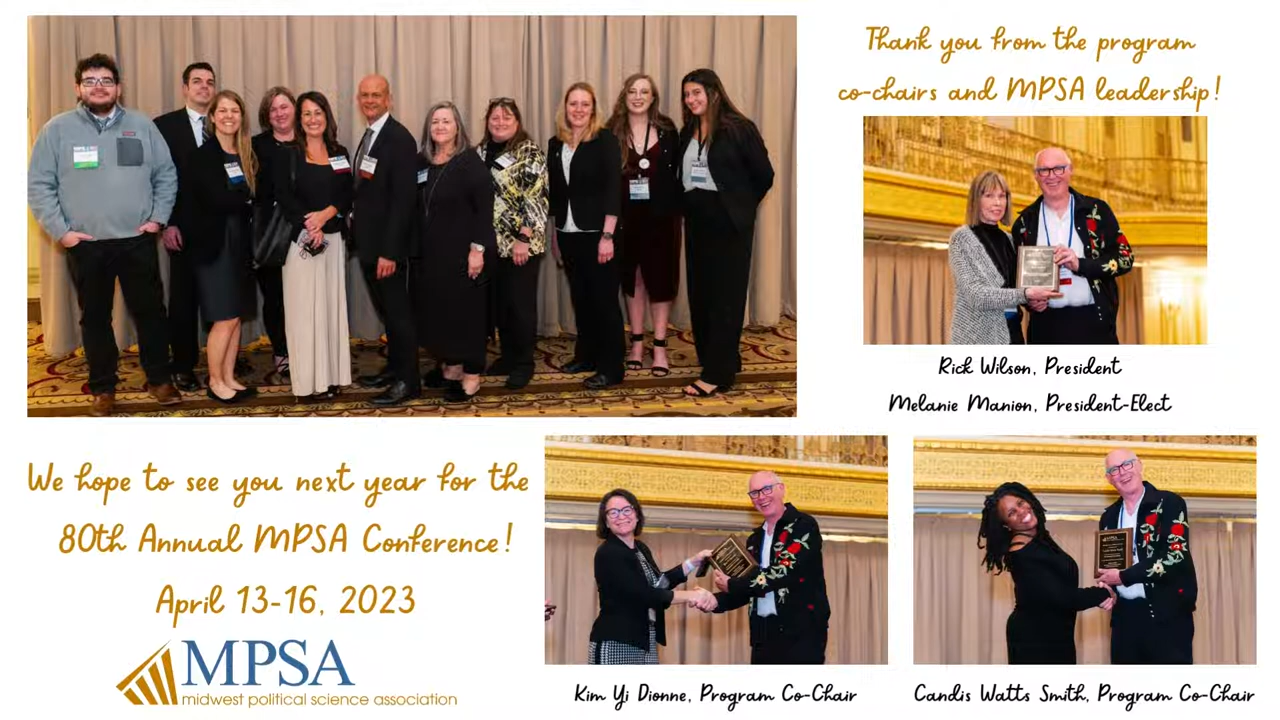 Thank you from the program
co-chairs and MPSA leadership!
Rick Wilson, President
Melanie Manion, President-Elect
We hope to see you next year for the
80th Annual MPSA Conference!
April 13-16, 2023
MPSA
midwest political science association
Kim Yi Dionne, Program Co-Chair
Candis Watts Smith, Program Co-Chair